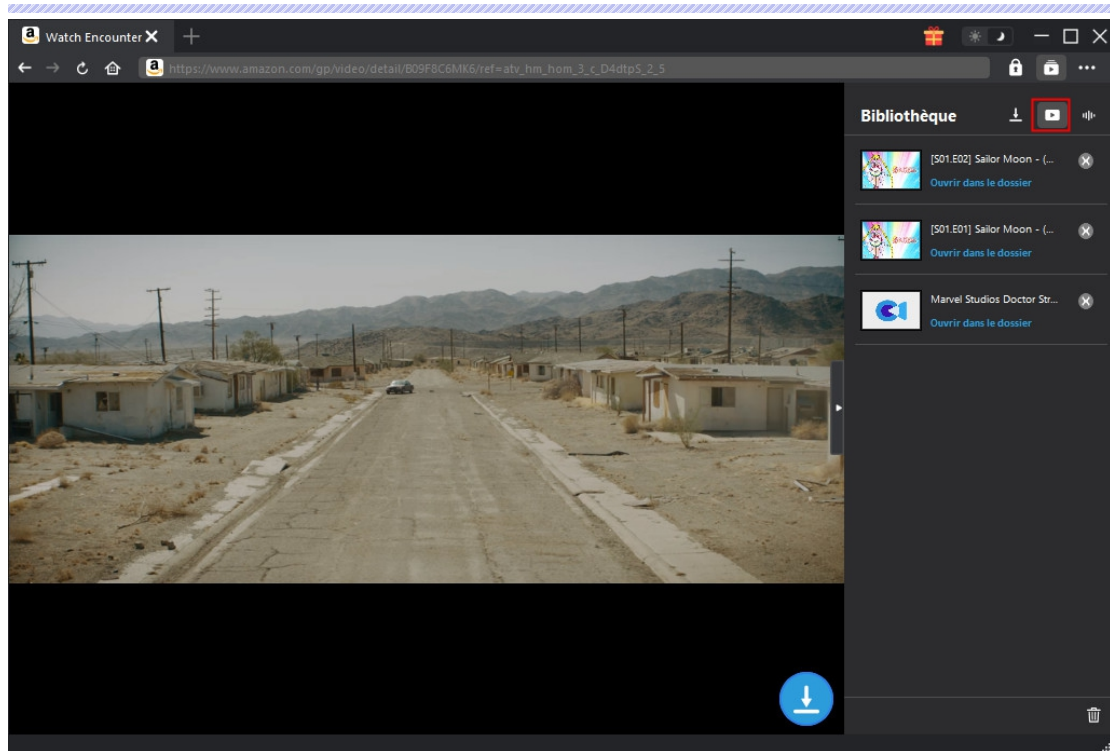 Watch Encounter
https://www.amazon.com/gp/video/detail/B09F8C6MK6/ref=atv_hm_hom_3_c_D4dtpS_2_5
Bibliothèque
[S01.E02] Sailor Moon - (...
Ouvrir dans le dossier
[S01.E01] Sailor Moon - (...
Ouvrir dans le dossier
Marvel Studios Doctor Str...
Ouvrir dans le dossier